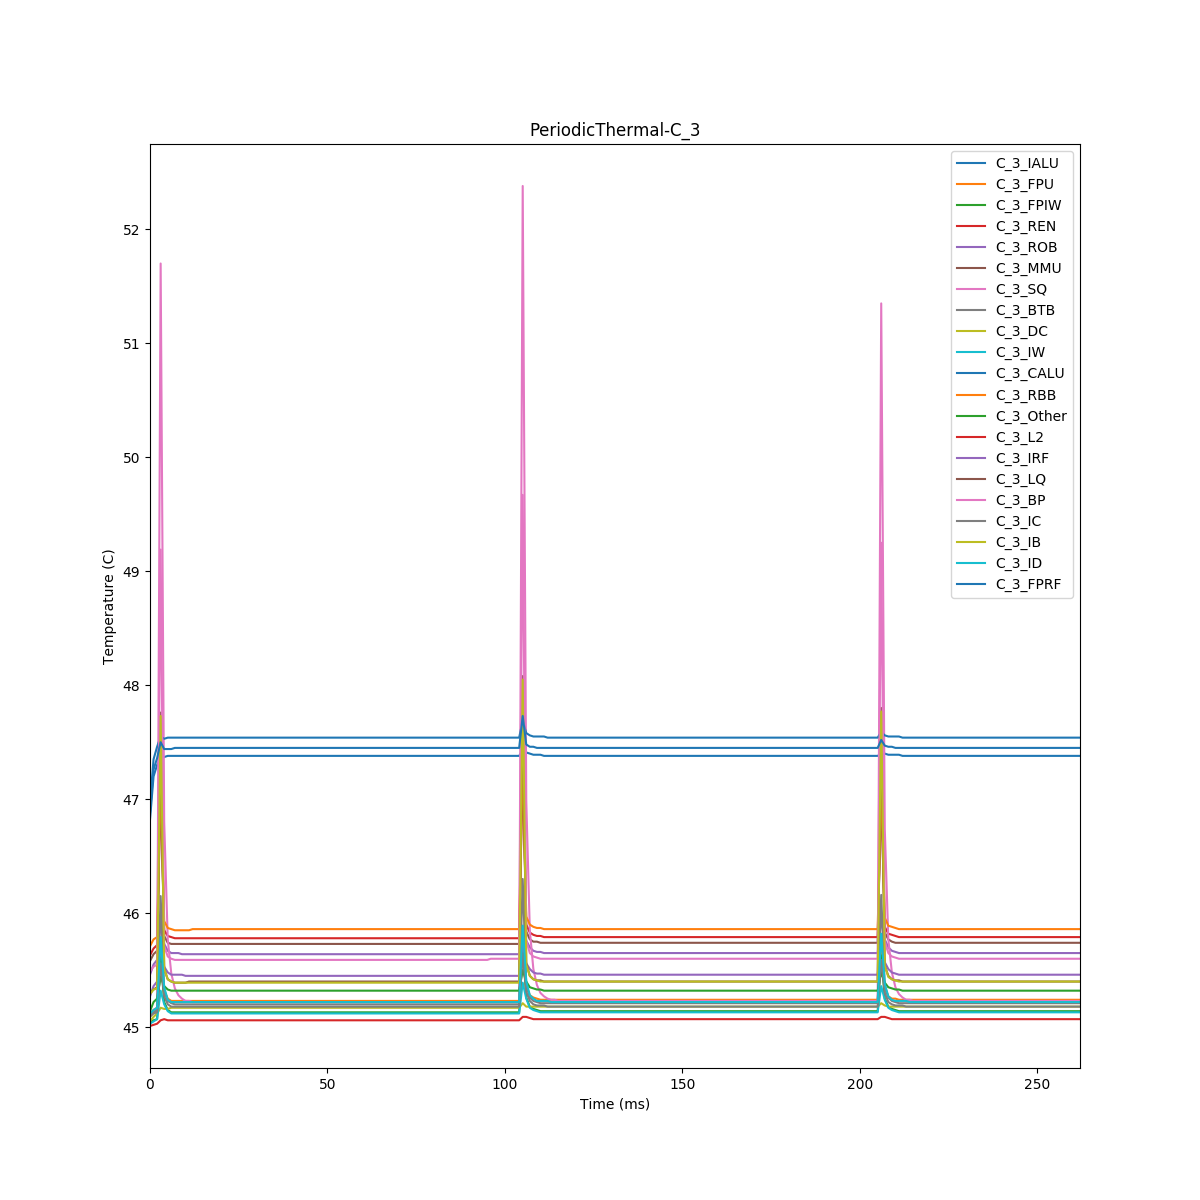 PeriodicThermal-C_3
C_3_IALU
C_3_FPU
C_3_FPIW
C_3_REN
C_3_ROB
C_3_MMU
C_3_SQ
C_3_BTB
C_3_DC
C_3_IW
C_3_CALU
C_3_RBB
C_3_Other
C_3_L2
C_3_IRF
C_3_LQ
C_3_BP
C_3_IC
C_3_IB
C_3_ID
C_3_FPRF
52
51
50
49
48
47
46
45
Temperature (C)
0 50 100 150 200 250
Time (ms)